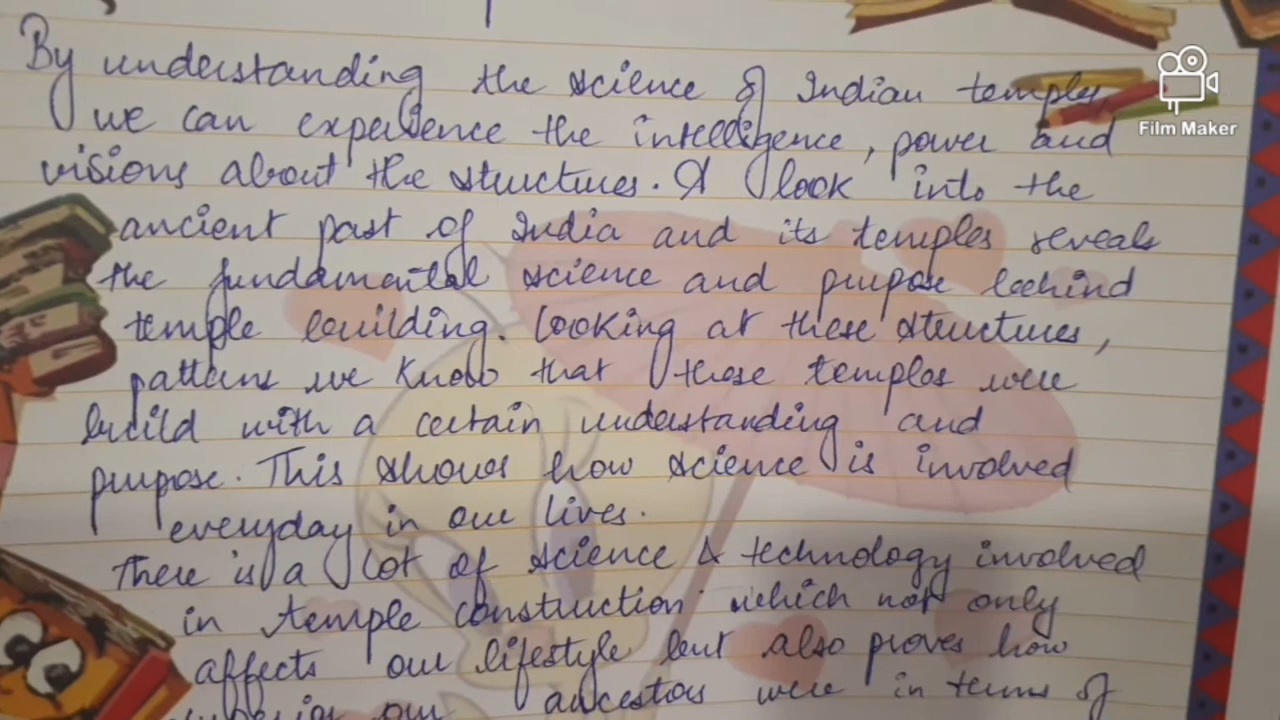 By understanding the science of Indian temples,
we can experience the intelligence, power and
visions about the structures. A look into the
ancient past of India and its temples reveals
the fundamental science and purpose behind
temple building. Looking at these structures,
patterns we know that these temples were
build with a certain understanding and
purpose. This shows how science is involved
everyday in our lives.
There is a lot of science & technology involved
in temple construction which not only
affects our lifestyle but also proves how
our ancestors were in terms of
Film Maker